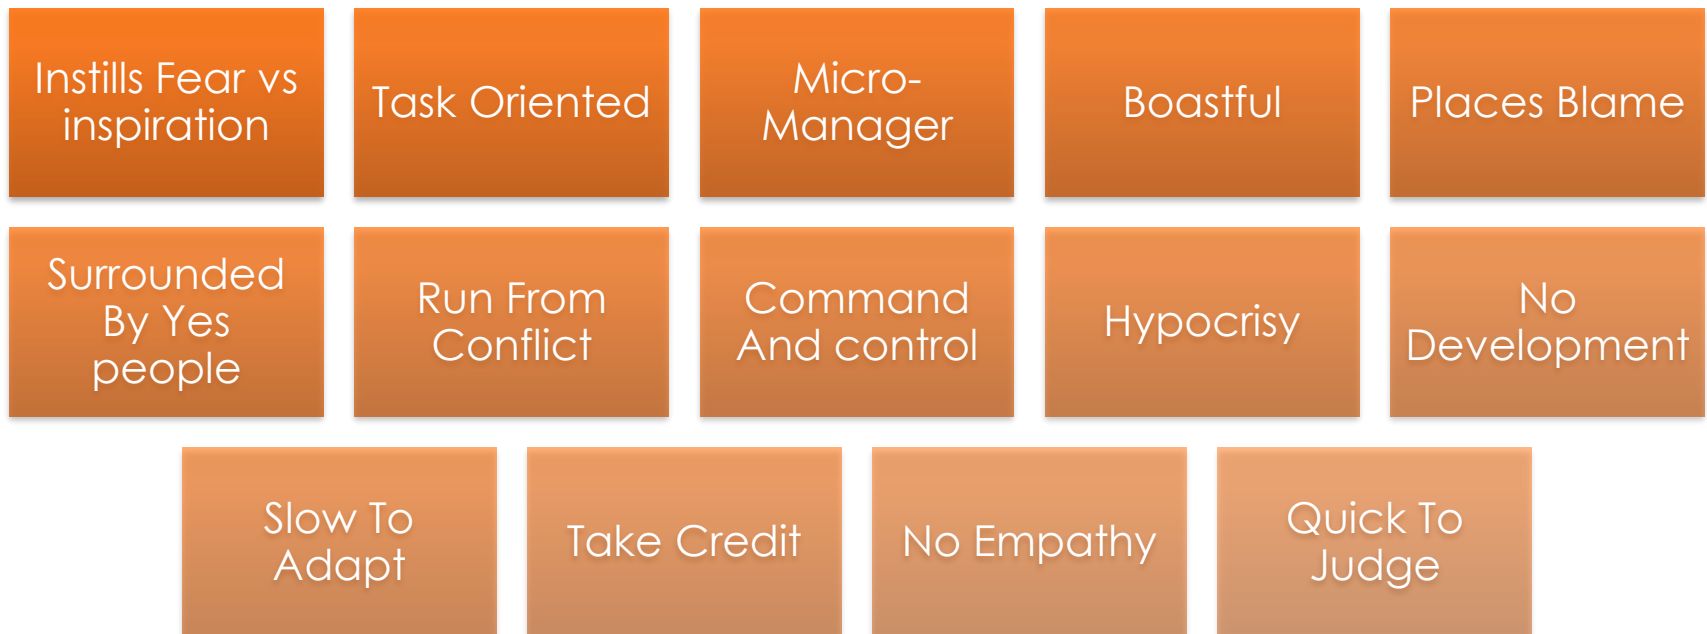 Instills Fear vs
inspiration
Task Oriented
Micro-
Manager
Boastful
Places Blame
Surrounded
By Yes
people
Run From
Conflict
Command
And control
Hypocrisy
No
Development
Slow To
Adapt
Take Credit
No Empathy
Quick To
Judge